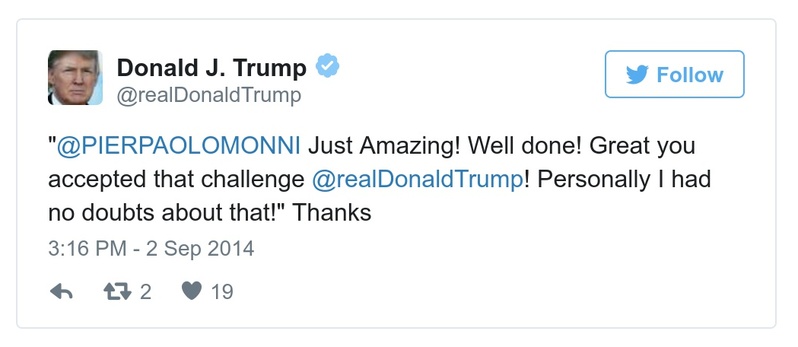 Donald J. Trump
@realDonaldTrump
Follow
"@PIERPAOLOMONNI Just Amazing! Well done! Great you
accepted that challenge @realDonaldTrump! Personally I had
no doubts about that!" Thanks
3:16 PM - 2 Sep 2014
2 19